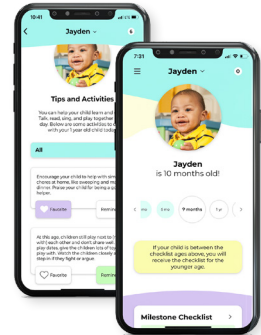 10:41
Jayden
6
Tips and Activities
You can help your child learn and
Talk, read, sing, and play together
day. Below are some activities to
with your 1 year old child today
All
Encourage your child to help with simple
chores at home, like sweeping and
dinner. Praise your child for being a
helper.
Favorite
Remin
At this age, children still play next to
with) each other and don't share well.
play dates, give the children lots of
play with. Watch the children closely
step in if they fight or argue.
Favorite
Remin
7:31
Jayden
Jayden
is 10 months old!
6 mo
9 months
1 yr
If your child is between the
checklist ages above, you will
receive the checklist for the
younger age.
Milestone Checklist